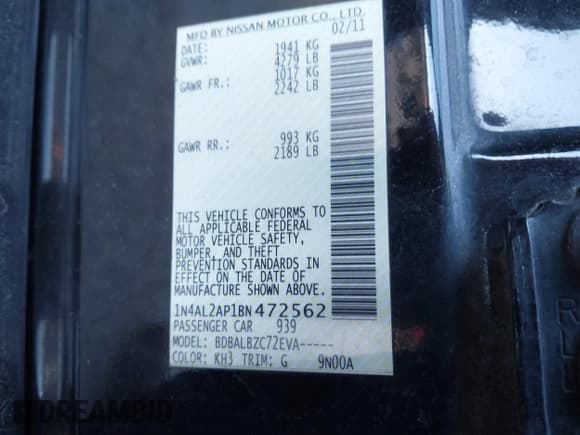 MFD BY NISSAN MOTOR CO., LTD.
DATE: 02/11
GVWR: 1941 KG
4279 LB
GAWR FR.: 1017 KG
2242 LB
GAWR RR.: 993 KG
2189 LB
THIS VEHICLE CONFORMS TO
ALL APPLICABLE FEDERAL
MOTOR VEHICLE SAFETY,
BUMPER, AND THEFT
PREVENTION STANDARDS IN
EFFECT ON THE DATE OF
MANUFACTURE SHOWN ABOVE.
1N4AL2AP1BN472562
PASSENGER CAR 939
MODEL: BDBALBZC72EVA-----
COLOR: KH3 TRIM: G 9N00A
DREAMBID